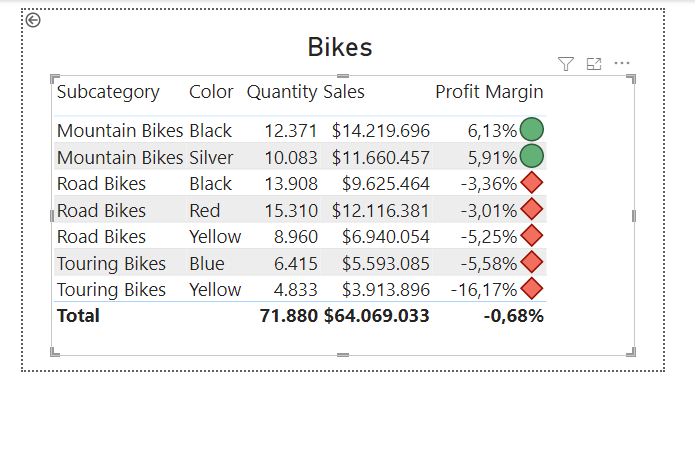 Bikes
Subcategory Color Quantity Sales Profit Margin
Mountain Bikes Black 12.371 $14.219.696 6,13%
Mountain Bikes Silver 10.083 $11.660.457 5,91%
Road Bikes Black 13.908 $9.625.464 -3,36%
Road Bikes Red 15.310 $12.116.381 -3,01%
Road Bikes Yellow 8.960 $6.940.054 -5,25%
Touring Bikes Blue 6.415 $5.593.085 -5,58%
Touring Bikes Yellow 4.833 $3.913.896 -16,17%
Total 71.880 $64.069.033 -0,68%